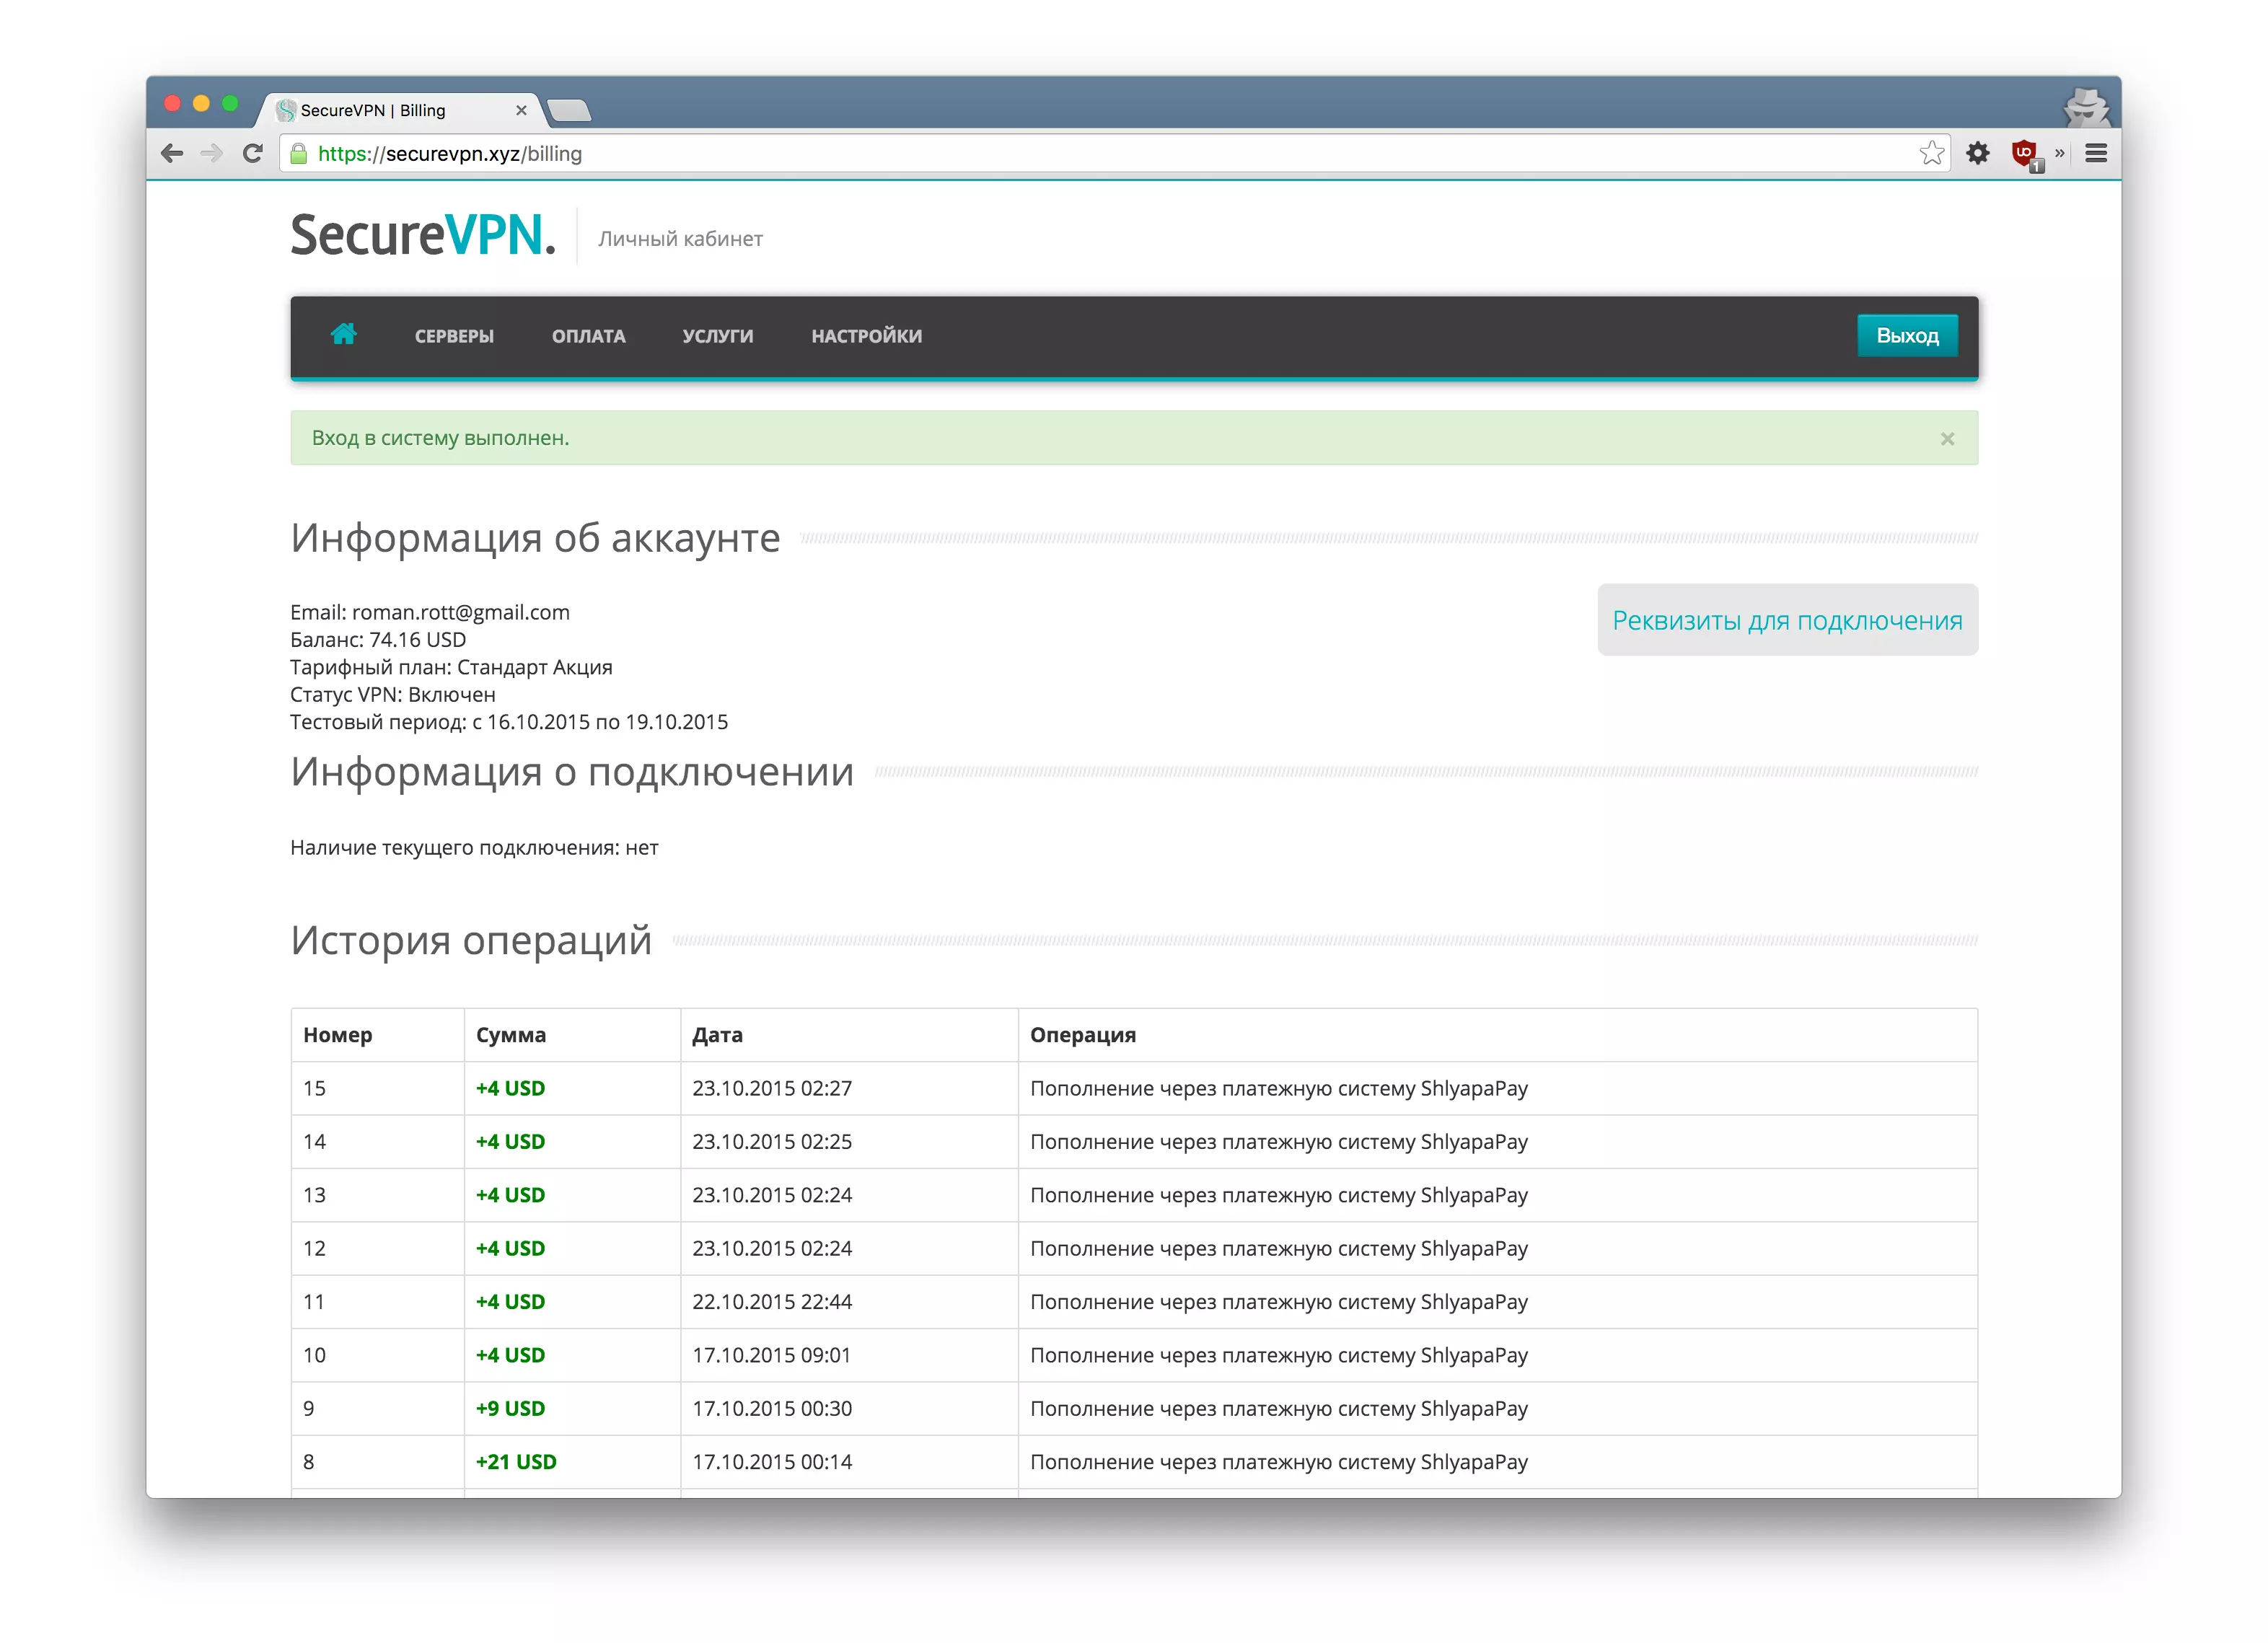 SecureVPN | Billing
https://securevpn.xyz/billing
1
SecureVPN.
Личный кабинет
СЕРВЕРЫ ОПЛАТА УСЛУГИ НАСТРОЙКИ Выход
Вход в систему выполнен.
Информация об аккаунте
Email: roman.rott@gmail.com
Реквизиты для подключения
Баланс: 74.16 USD
Тарифный план: Стандарт Акция
Статус VPN: Включен
Тестовый период: с 16.10.2015 по 19.10.2015
Информация о подключении
Наличие текущего подключения: нет
История операций
Номер Сумма Дата Операция
15 +4 USD 23.10.2015 02:27 Пополнение через платежную систему ShlyapaPay
14 +4 USD 23.10.2015 02:25 Пополнение через платежную систему ShlyapaPay
13 +4 USD 23.10.2015 02:24 Пополнение через платежную систему ShlyapaPay
12 +4 USD 23.10.2015 02:24 Пополнение через платежную систему ShlyapaPay
11 +4 USD 22.10.2015 22:44 Пополнение через платежную систему ShlyapaPay
10 +4 USD 17.10.2015 09:01 Пополнение через платежную систему ShlyapaPay
9 +9 USD 17.10.2015 00:30 Пополнение через платежную систему ShlyapaPay
8 +21 USD 17.10.2015 00:14 Пополнение через платежную систему ShlyapaPay